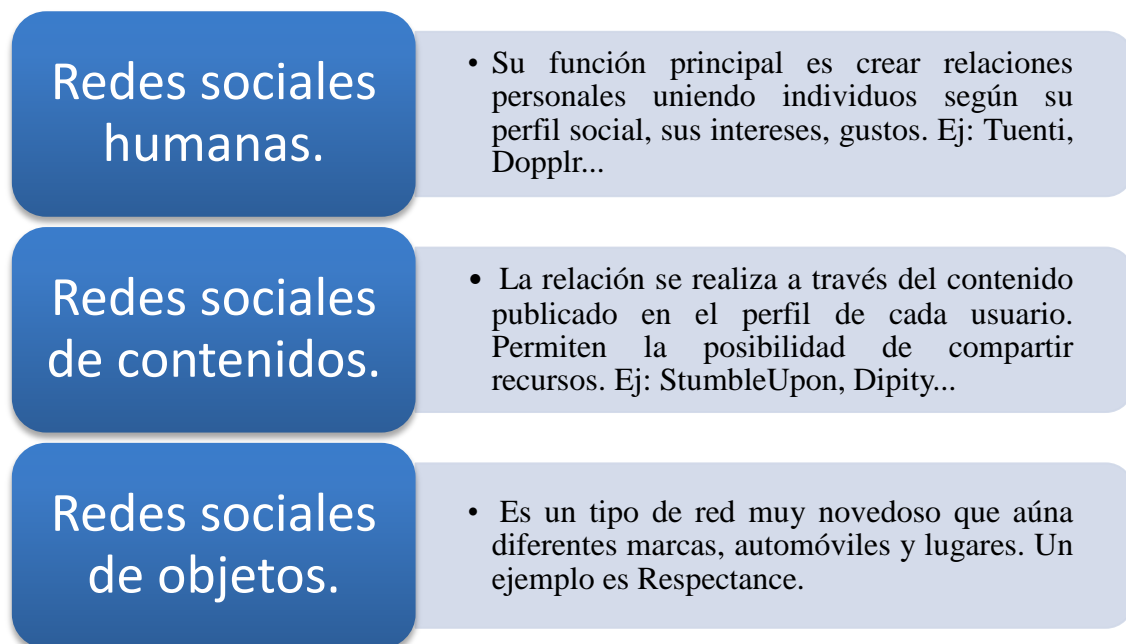 Redes sociales
humanas.
• Su función principal es crear relaciones
personales uniendo individuos según su
perfil social, sus intereses, gustos. Ej: Tuenti,
Dopplr...
Redes sociales
de contenidos.
• La relación se realiza a través del contenido
publicado en el perfil de cada usuario.
Permiten la posibilidad de compartir
recursos. Ej: StumbleUpon, Dipity...
Redes sociales
de objetos.
• Es un tipo de red muy novedoso que aúna
diferentes marcas, automóviles y lugares. Un
ejemplo es Respectance.